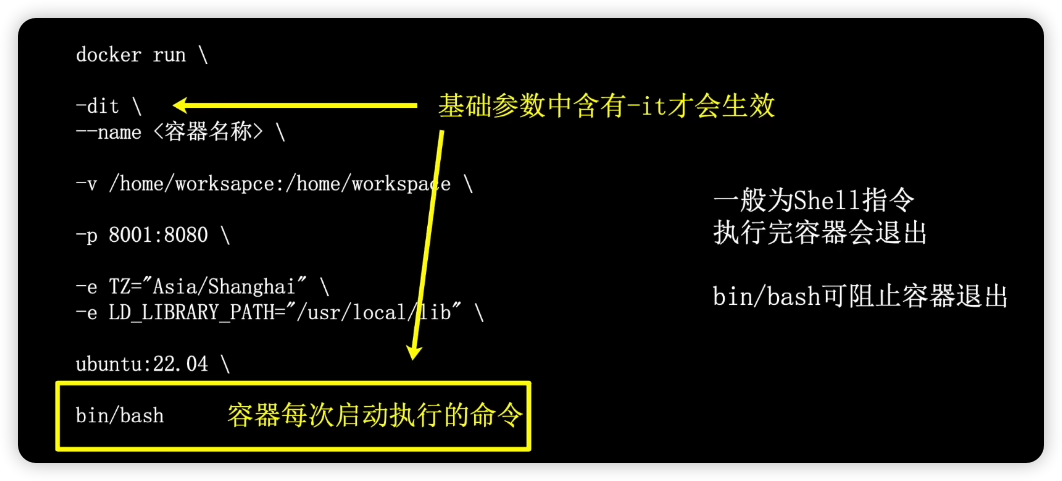 docker run \
-dit \
基础参数中含有-it才会生效
--name <容器名称> \
-v /home/worksapce:/home/workspace \
一般为Shell指令
执行完容器会退出
-p 8001:8080 \
-e TZ="Asia/Shanghai" \
bin/bash可阻止容器退出
-e LD_LIBRARY_PATH="/usr/local/lib" \
ubuntu:22.04 \
bin/bash
容器每次启动执行的命令